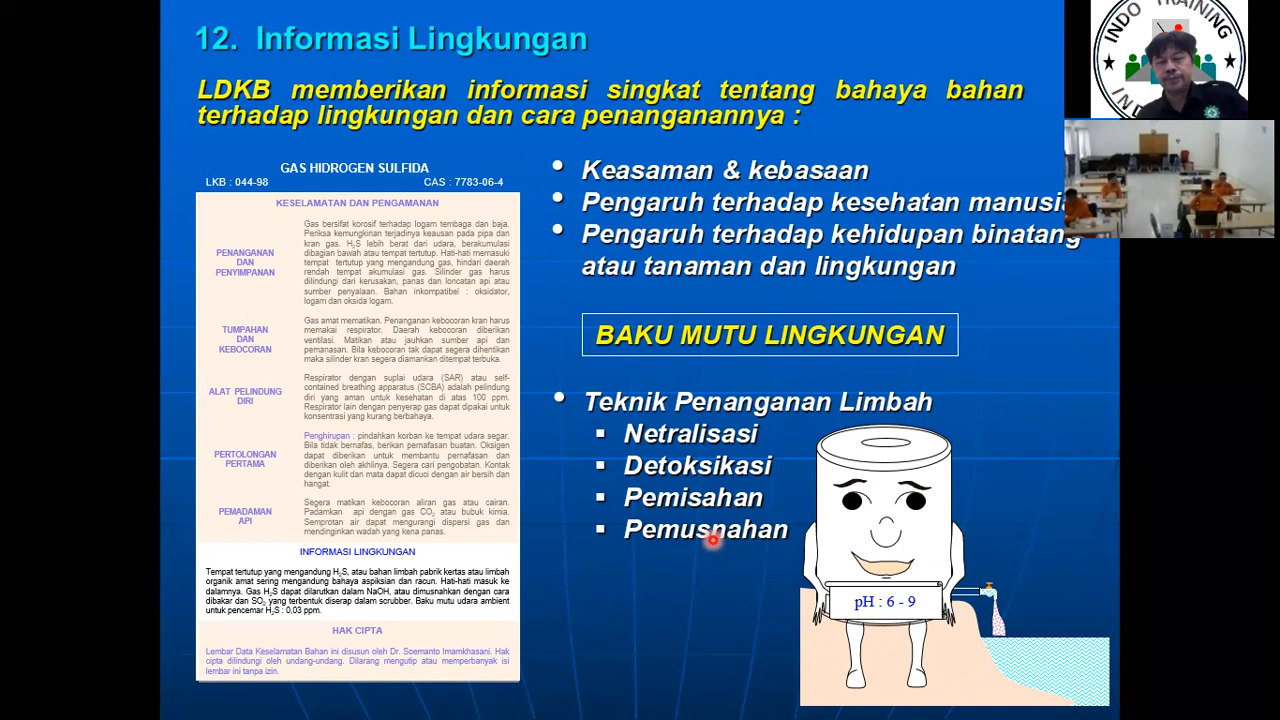 12. Informasi Lingkungan
LDKB memberikan informasi singkat tentang bahaya bahan
terhadap lingkungan dan cara penanganannya :
GAS HIDROGEN SULFIDA
LKB : 044-98 CAS : 7783-06-4
KESELAMATAN DAN PENGAMANAN
PENANGANAN
DAN
PENYIMPANAN
Gas bersifat korosif terhadap logam tembaga dan baja.
Periksa kemungkinan terjadinya keausan pada pipa dan
kran gas. H₂S lebih berat dari udara, berakumulasi
dibagian bawah atau tempat tertutup. Hati-hati memasuki
tempat tertutup yang mengandung gas, hindari daerah
rendah tempat akumulasi gas. Silinder gas harus
dilindungi dari kerusakan, panas dan loncatan api atau
sumber penyalaan. Bahan inkompatibel : oksidator,
logam dan oksida logam.
TUMPAHAN
DAN
KEBOCORAN
Gas amat mematikan. Penanganan kebocoran kran harus
memakai respirator. Daerah kebocoran diberikan
ventilasi. Matikan atau jauhkan sumber api dan
pemanasan. Bila kebocoran tak dapat segera dihentikan
maka silinder kran segera diamankan ditempat terbuka.
ALAT PELINDUNG
DIRI
Respirator dengan suplai udara (SAR) atau self-
contained breathing apparatus (SCBA) adalah pelindung
diri yang aman untuk kesehatan di atas 100 ppm.
Respirator lain dengan penyerap gas dapat dipakai untuk
konsentrasi yang kurang berbahaya.
PERTOLONGAN
PERTAMA
Penghirupan : pindahkan korban ke tempat udara segar.
Bila tidak bernafas, berikan pernafasan buatan. Oksigen
dapat diberikan untuk membantu pernafasan dan
diberikan oleh akhlinya. Segera cari pengobatan. Kontak
dengan kulit dan mata dapat dicuci dengan air bersih dan
hangat.
PEMADAMAN
API
Segera matikan kebocoran aliran gas atau cairan.
Padamkan api dengan gas CO₂ atau bubuk kimia.
Semprotan air dapat mengurangi dispersi gas dan
mendinginkan wadah yang kena panas.
INFORMASI LINGKUNGAN
Tempat tertutup yang mengandung H₂S, atau bahan limbah pabrik kertas atau limbah
organik amat sering mengandung bahaya aspiksian dan racun. Hati-hati masuk ke
dalamnya. Gas H₂S dapat dilarutkan dalam NaOH, atau dimusnahkan dengan cara
dibakar dan SO₂ yang terbentuk diserap dalam scrubber. Baku mutu udara ambient
untuk pencemar H₂S : 0,03 ppm.
HAK CIPTA
Lembar Data Keselamatan Bahan ini disusun oleh Dr. Soemanto Imamkhasani. Hak
cipta dilindungi oleh undang-undang. Dilarang mengutip atau memperbanyak isi
lembar ini tanpa izin.
• Keasaman & kebasaan
• Pengaruh terhadap kesehatan manusi
• Pengaruh terhadap kehidupan binatang
atau tanaman dan lingkungan
BAKU MUTU LINGKUNGAN
• Teknik Penanganan Limbah
▪ Netralisasi
▪ Detoksikasi
▪ Pemisahan
▪ Pemusnahan
pH : 6 - 9
INDO TRAINING